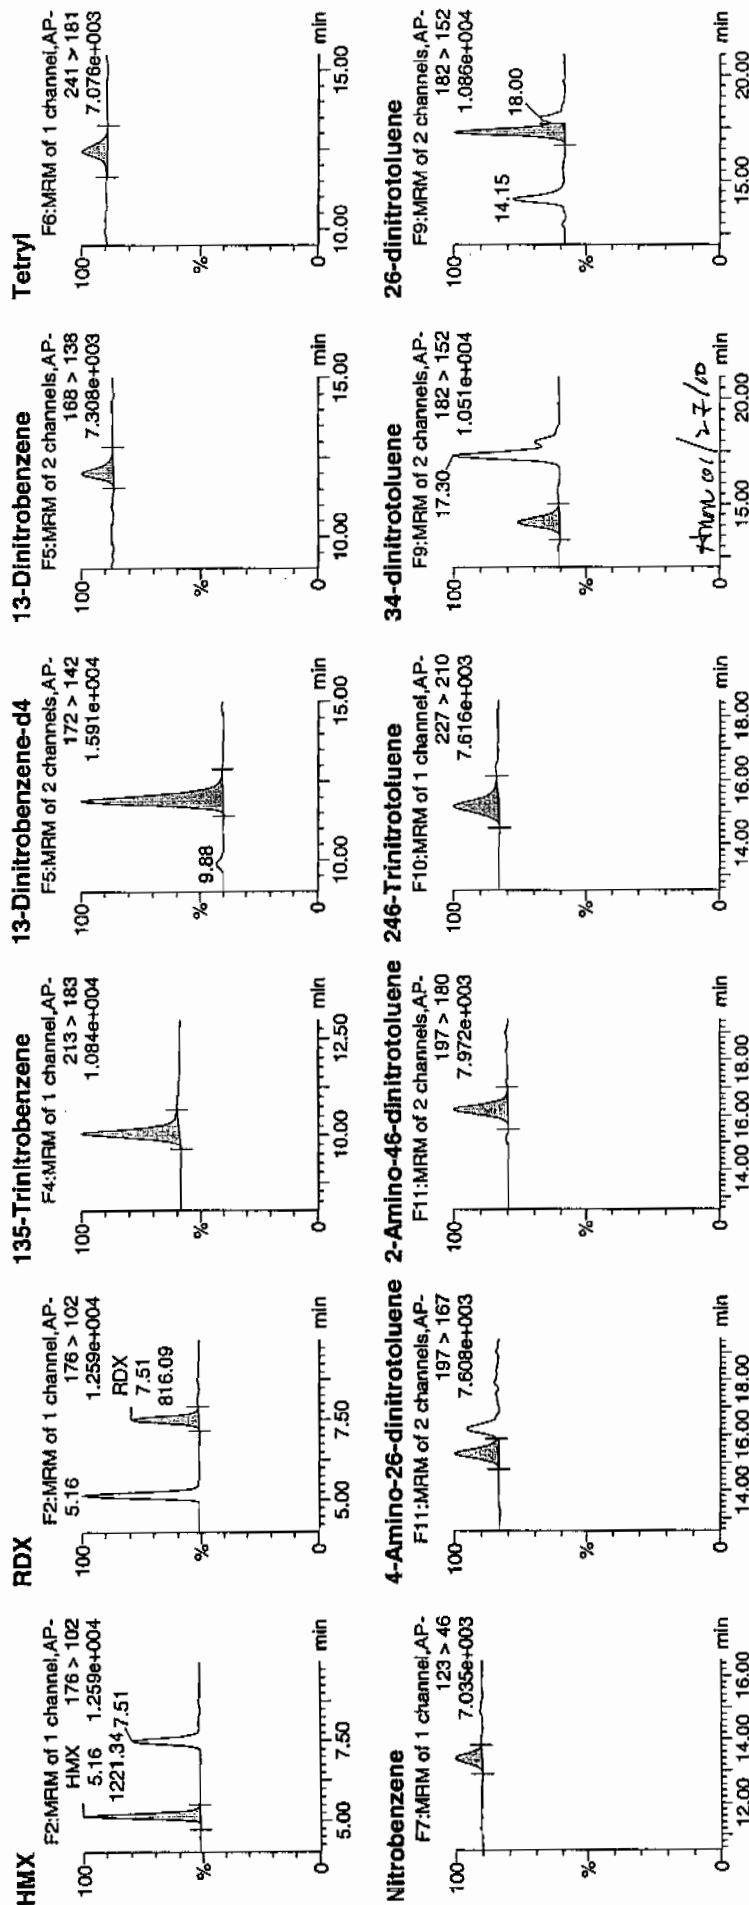 HMX
F2:MRM of 1 channel,AP-
176 > 102
1.259e+004
HMX
5.16
1221.34
7.51
100
%
0
5.00
7.50
min
RDX
F2:MRM of 1 channel,AP-
176 > 102
1.259e+004
5.16
RDX
7.51
816.09
100
%
0
5.00
7.50
min
135-Trinitrobenzene
F4:MRM of 1 channel,AP-
213 > 183
1.084e+004
100
%
0
10.00
12.50
min
13-Dinitrobenzene-d4
F5:MRM of 2 channels,AP-
172 > 142
1.591e+004
9.88
100
%
0
10.00
15.00
min
13-Dinitrobenzene
F5:MRM of 2 channels,AP-
168 > 138
7.308e+003
100
%
0
10.00
15.00
min
Tetryl
F6:MRM of 1 channel,AP-
241 > 181
7.076e+003
100
%
0
10.00
15.00
min
Nitrobenzene
F7:MRM of 1 channel,AP-
123 > 46
7.035e+003
100
%
0
12.00
14.00
16.00
min
4-Amino-26-dinitrotoluene
F11:MRM of 2 channels,AP-
197 > 167
7.608e+003
100
%
0
14.00
16.00
18.00
min
2-Amino-46-dinitrotoluene
F11:MRM of 2 channels,AP-
197 > 180
7.972e+003
100
%
0
14.00
16.00
18.00
min
246-Trinitrotoluene
F10:MRM of 1 channel,AP-
227 > 210
7.616e+003
100
%
0
14.00
16.00
18.00
min
34-dinitrotoluene
F9:MRM of 2 channels,AP-
182 > 152
1.051e+004
17.30
100
%
0
15.00
20.00
min
01/27/10
26-dinitrotoluene
F9:MRM of 2 channels,AP-
182 > 152
1.086e+004
14.15
18.00
100
%
0
15.00
20.00
min